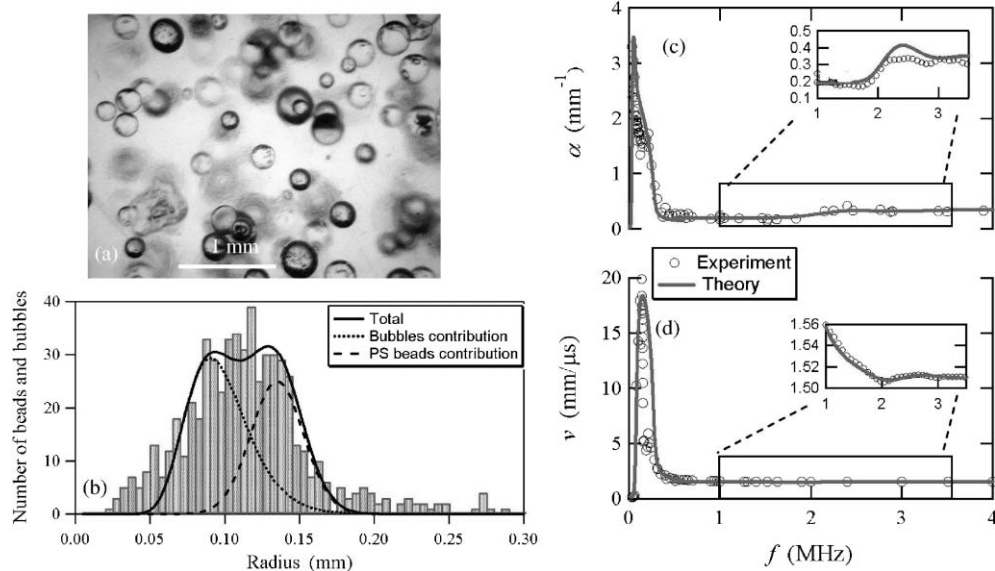 (a)
1 mm
Number of beads and bubbles
40
30
20
10
0
(b)
Total
Bubbles contribution
PS beads contribution
0.00 0.05 0.10 0.15 0.20 0.25 0.30
Radius (mm)
α (mm⁻¹)
4
3
2
1
0
(c)
0.5
0.4
0.3
0.2
0.1
1 2 3
v (mm/μs)
20
15
10
5
0
(d)
Experiment
Theory
1.56
1.54
1.52
1.50
1 2 3
0 1 2 3 4
f (MHz)